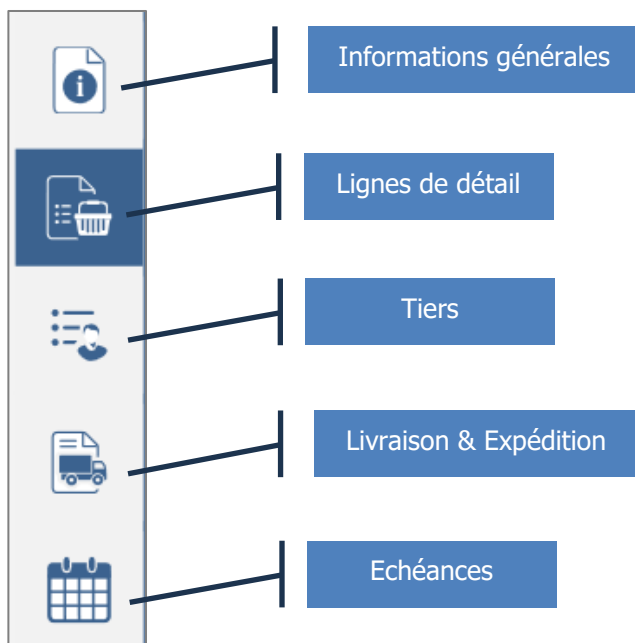 Informations générales
Lignes de détail
Tiers
Livraison & Expédition
Echéances